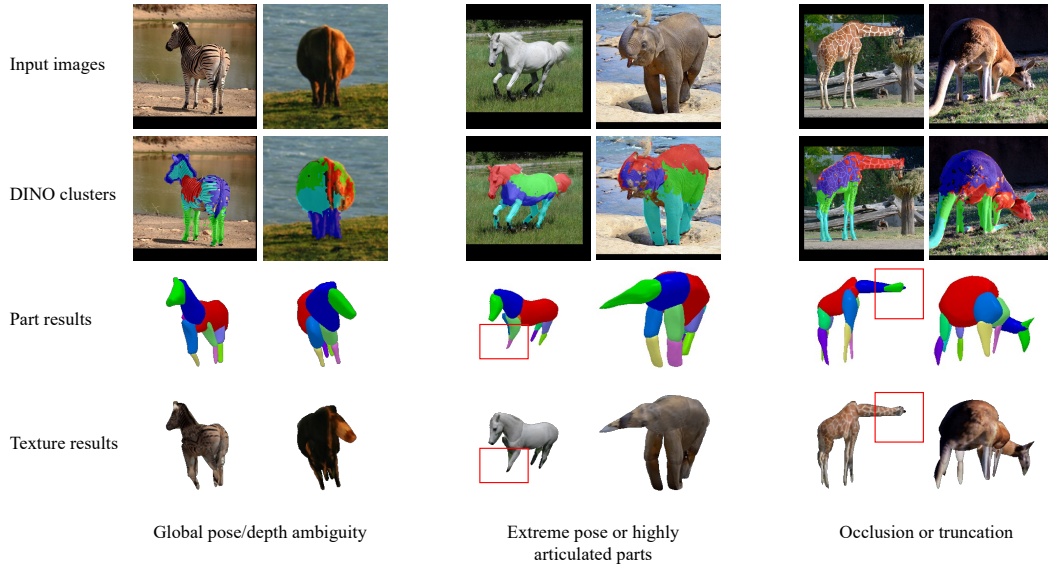 Input images
DINO clusters
Part results
Texture results
Global pose/depth ambiguity
Extreme pose or highly
articulated parts
Occlusion or truncation